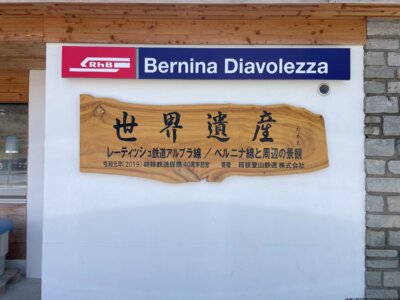 RhB Bernina Diavolezza
世界遺産
レーティッシュ鉄道アルブラ線/ベルニナ線と周辺の景観
令和元年(2019)姉妹鉄道提携40周年記念 寄贈 箱根登山鉄道株式会社